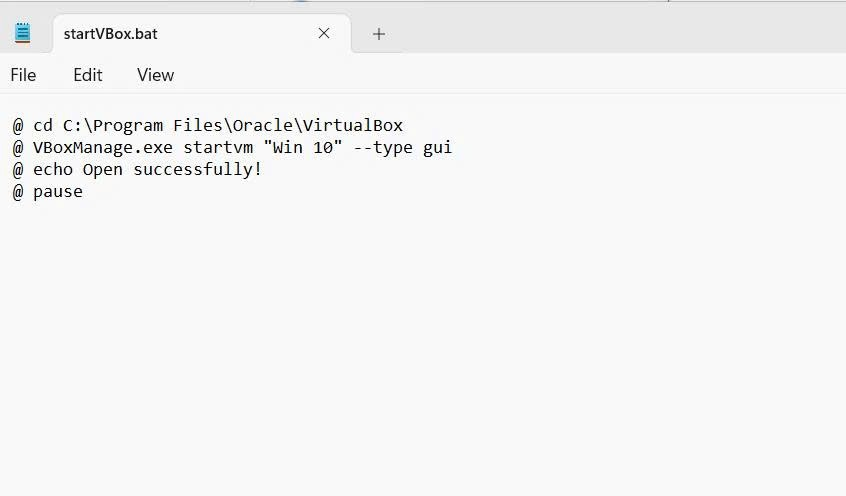 startVBox.bat
File Edit View
@ cd C:\Program Files\Oracle\VirtualBox
@ VBoxManage.exe startvm "Win 10" --type gui
@ echo Open successfully!
@ pause